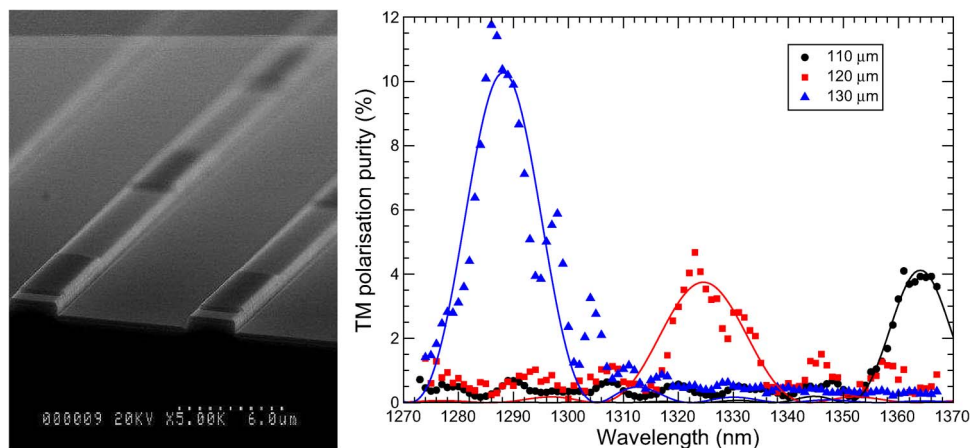 000009 20KV X5.00K 6.0um
TM polarisation purity (%)
12
10
8
6
4
2
0
1270 1280 1290 1300 1310 1320 1330 1340 1350 1360 1370
Wavelength (nm)
110 μm
120 μm
130 μm